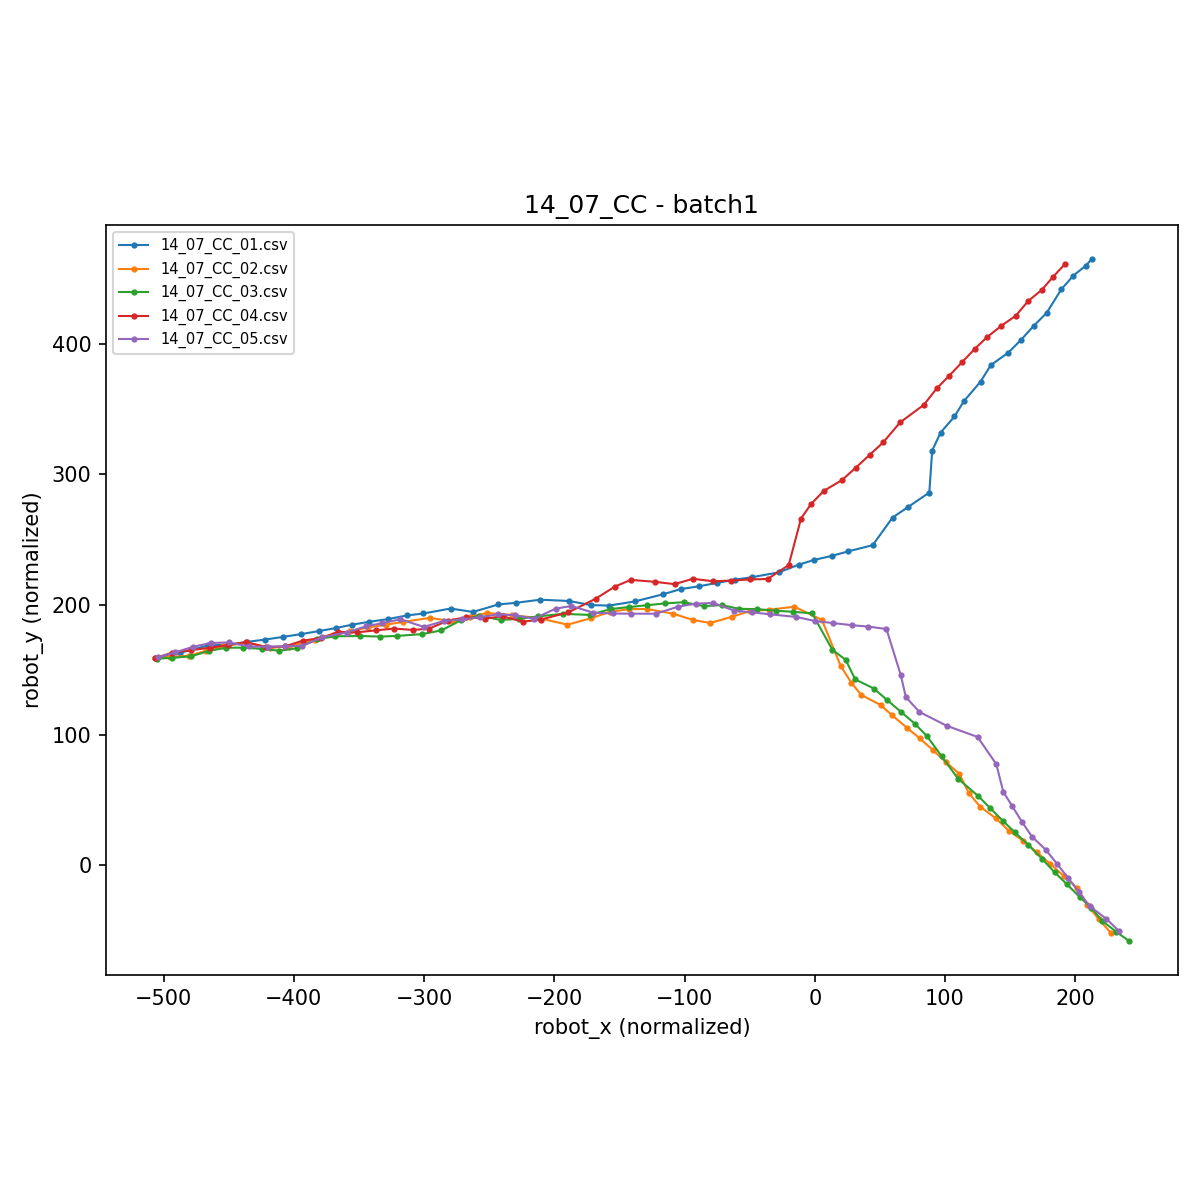 14_07_CC - batch1
14_07_CC_01.csv
14_07_CC_02.csv
14_07_CC_03.csv
14_07_CC_04.csv
14_07_CC_05.csv
robot_y (normalized)
400
300
200
100
0
−500 −400 −300 −200 −100 0 100 200
robot_x (normalized)